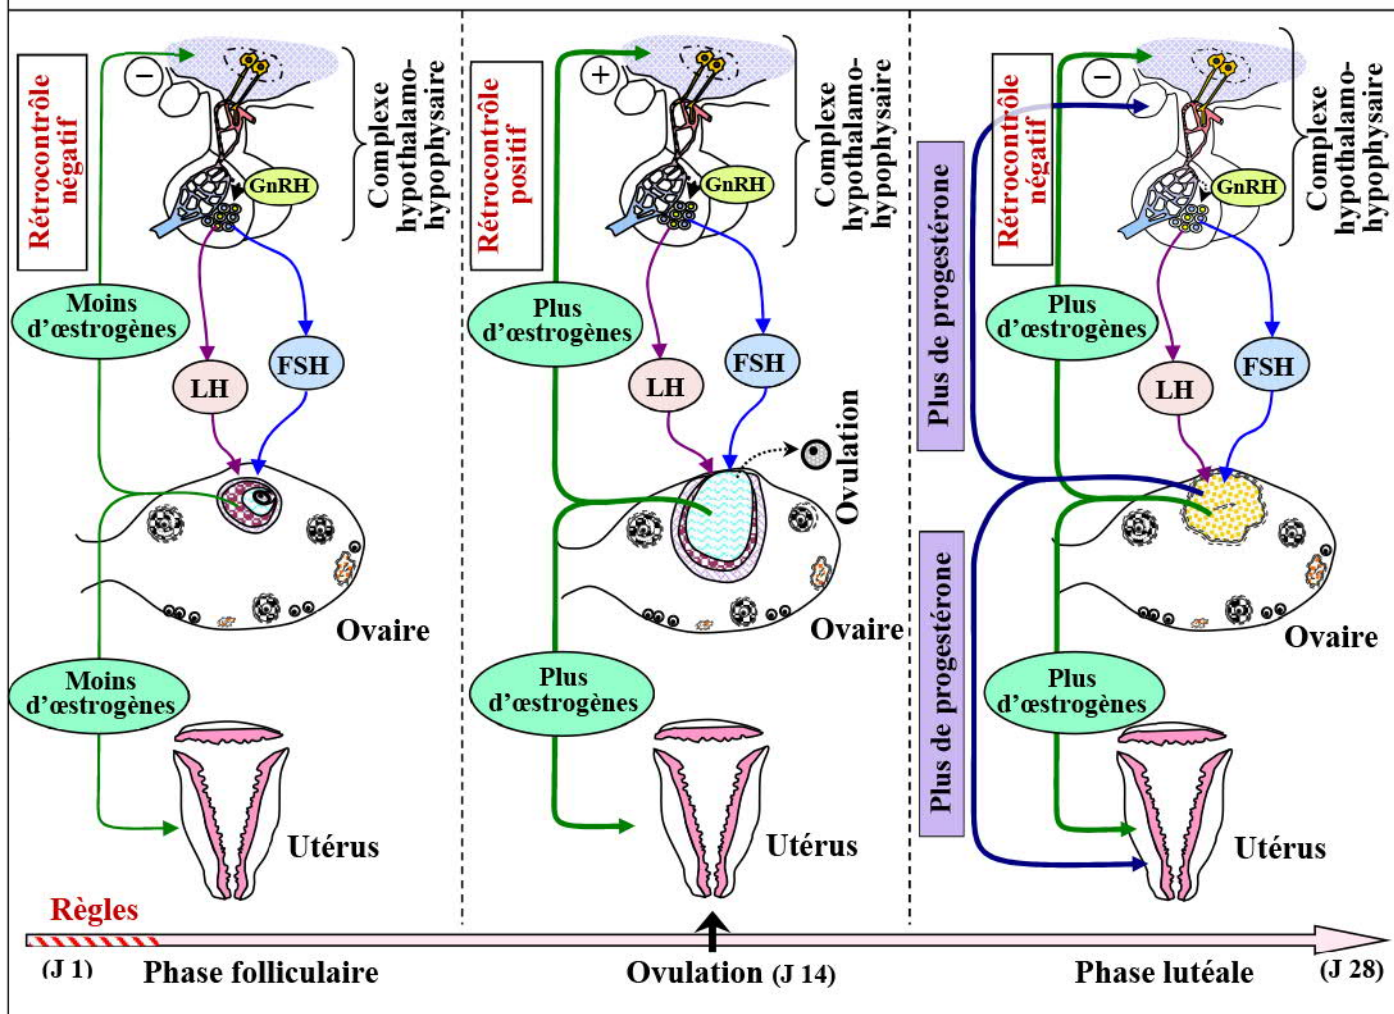 Rétrocontrôle
négatif
−
Complexe
hypothalamo-
hypophysaire
GnRH
Moins
d'œstrogènes
LH
FSH
Ovaire
Moins
d'œstrogènes
Utérus
Rétrocontrôle
positif
+
Complexe
hypothalamo-
hypophysaire
GnRH
Plus
d'œstrogènes
LH
FSH
Ovulation
Ovaire
Plus
d'œstrogènes
Utérus
Plus de progestérone
Rétrocontrôle
négatif
−
Complexe
hypothalamo-
hypophysaire
GnRH
Plus
d'œstrogènes
LH
FSH
Ovaire
Plus de progestérone
Plus
d'œstrogènes
Utérus
Règles
(J 1) Phase folliculaire Ovulation (J 14) Phase lutéale (J 28)